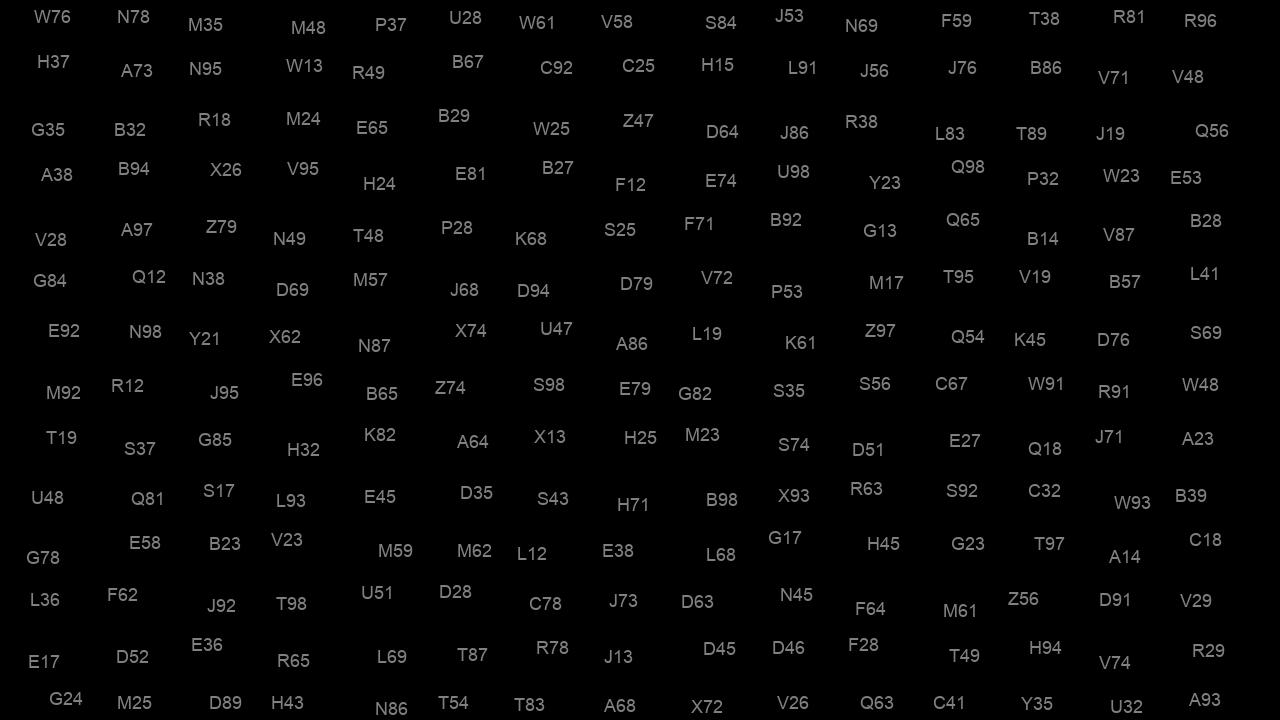 W76 N78 M35 M48 P37 U28 W61 V58 S84 J53 N69 F59 T38 R81 R96
H37 A73 N95 W13 R49 B67 C92 C25 H15 L91 J56 J76 B86 V71 V48
G35 B32 R18 M24 E65 B29 W25 Z47 D64 J86 R38 L83 T89 J19 Q56
A38 B94 X26 V95 H24 E81 B27 F12 E74 U98 Y23 Q98 P32 W23 E53
V28 A97 Z79 N49 T48 P28 K68 S25 F71 B92 G13 Q65 B14 V87 B28
G84 Q12 N38 D69 M57 J68 D94 D79 V72 P53 M17 T95 V19 B57 L41
E92 N98 Y21 X62 N87 X74 U47 A86 L19 K61 Z97 Q54 K45 D76 S69
M92 R12 J95 E96 B65 Z74 S98 E79 G82 S35 S56 C67 W91 R91 W48
T19 S37 G85 H32 K82 A64 X13 H25 M23 S74 D51 E27 Q18 J71 A23
U48 Q81 S17 L93 E45 D35 S43 H71 B98 X93 R63 S92 C32 W93 B39
G78 E58 B23 V23 M59 M62 L12 E38 L68 G17 H45 G23 T97 A14 C18
L36 F62 J92 T98 U51 D28 C78 J73 D63 N45 F64 M61 Z56 D91 V29
E17 D52 E36 R65 L69 T87 R78 J13 D45 D46 F28 T49 H94 V74 R29
G24 M25 D89 H43 N86 T54 T83 A68 X72 V26 Q63 C41 Y35 U32 A93